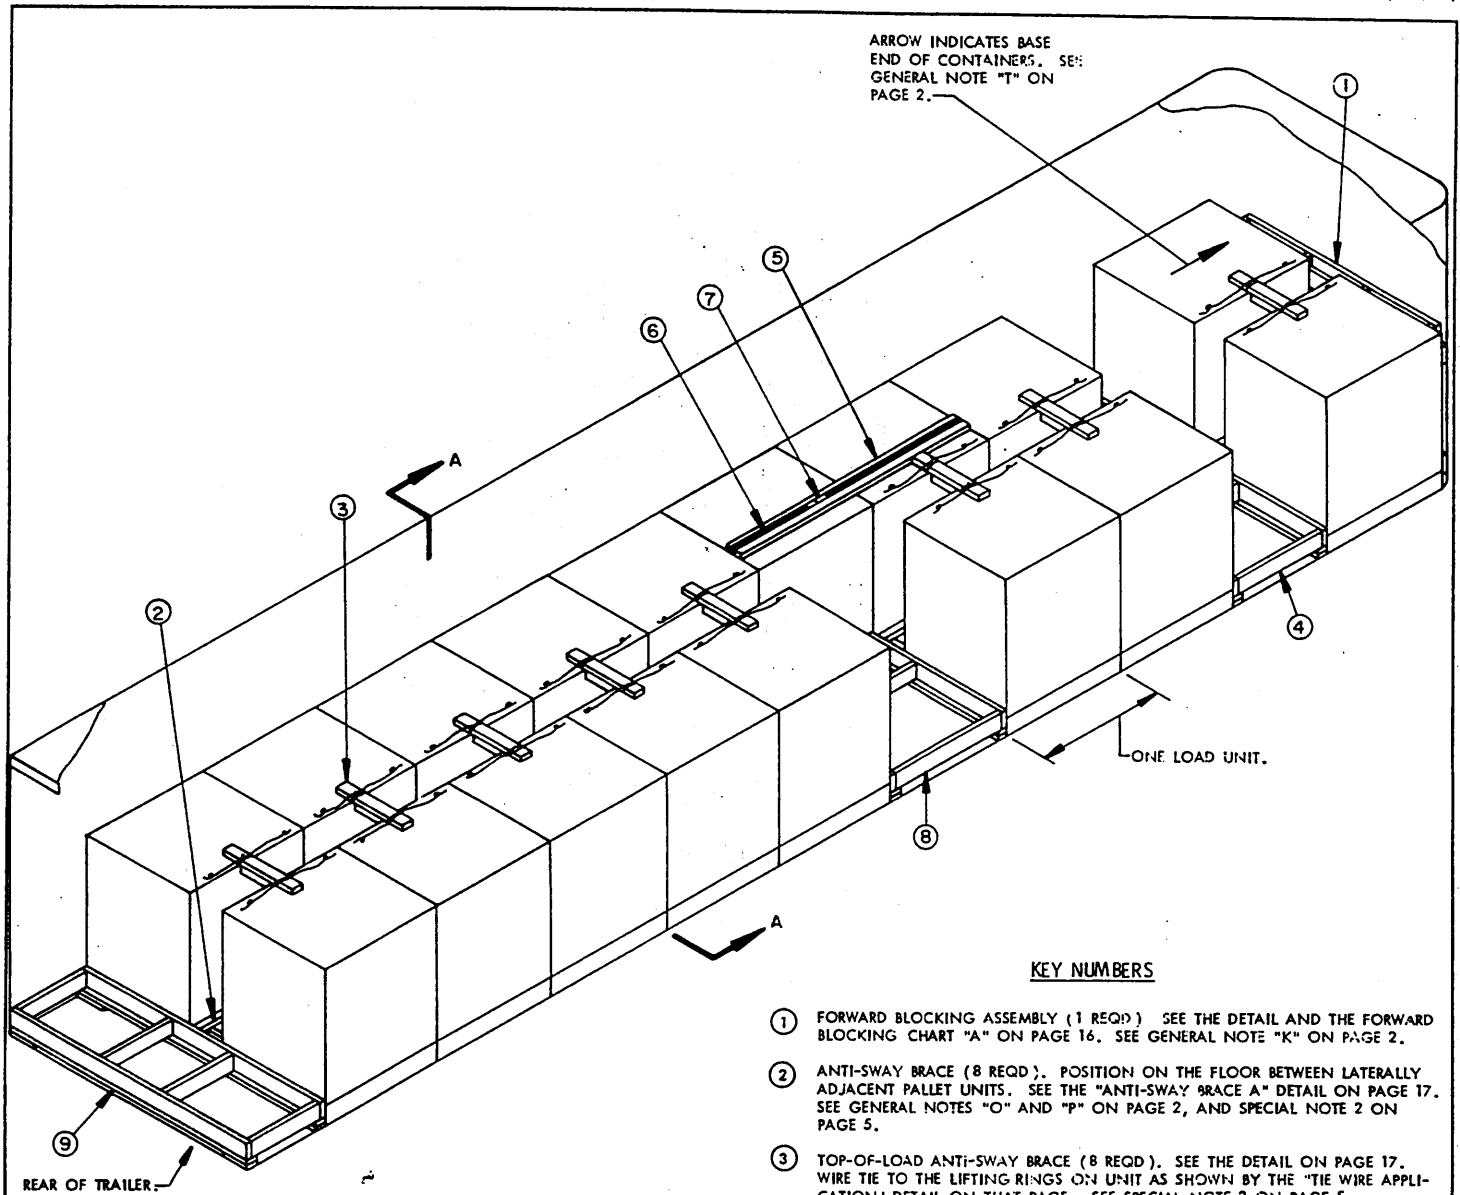 ARROW INDICATES BASE
END OF CONTAINERS. SEE
GENERAL NOTE "T" ON
PAGE 2.
1
5
7
6
A
3
2
4
ONE LOAD UNIT.
8
A
9
REAR OF TRAILER.
KEY NUMBERS
1 FORWARD BLOCKING ASSEMBLY (1 REQD) SEE THE DETAIL AND THE FORWARD
BLOCKING CHART "A" ON PAGE 16. SEE GENERAL NOTE "K" ON PAGE 2.
2 ANTI-SWAY BRACE (8 REQD). POSITION ON THE FLOOR BETWEEN LATERALLY
ADJACENT PALLET UNITS. SEE THE "ANTI-SWAY BRACE A" DETAIL ON PAGE 17.
SEE GENERAL NOTES "O" AND "P" ON PAGE 2, AND SPECIAL NOTE 2 ON
PAGE 5.
3 TOP-OF-LOAD ANTI-SWAY BRACE (8 REQD). SEE THE DETAIL ON PAGE 17.
WIRE TIE TO THE LIFTING RINGS ON UNIT AS SHOWN BY THE "TIE WIRE APPLI-